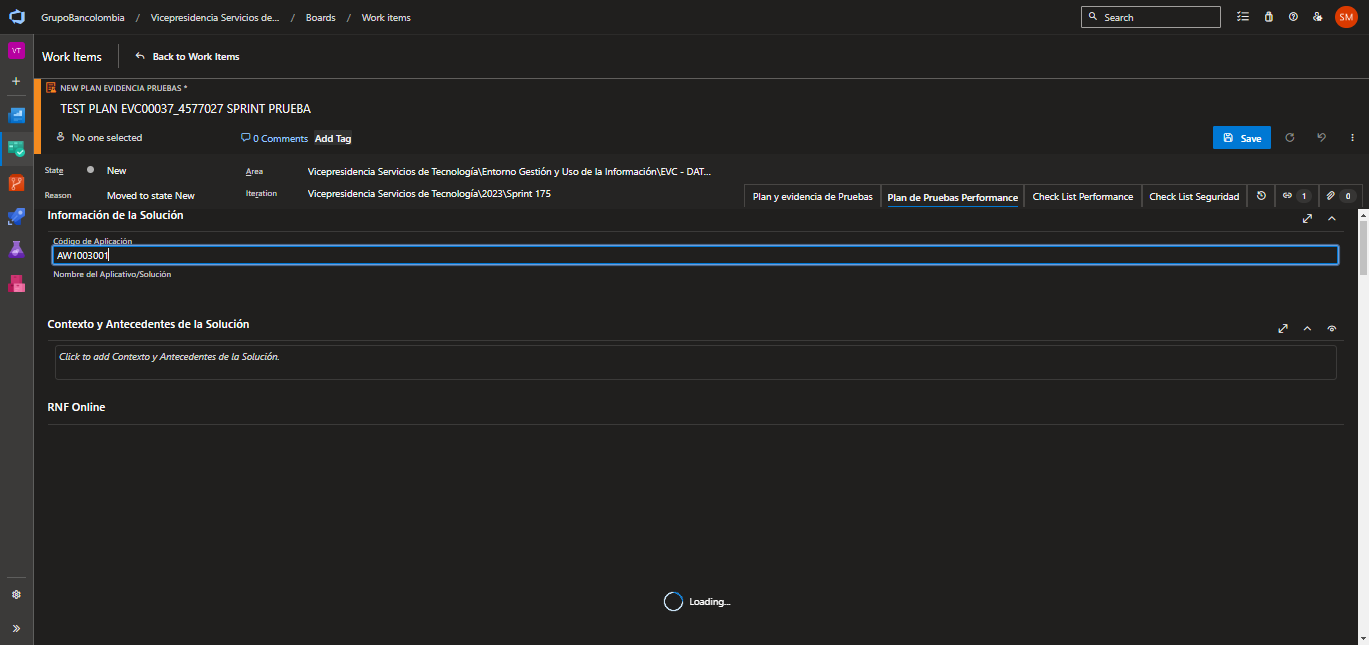 GrupoBancolombia / Vicepresidencia Servicios de... / Boards / Work items
Search
SM
VT
Work Items
Back to Work Items
NEW PLAN EVIDENCIA PRUEBAS *
TEST PLAN EVC00037_4577027 SPRINT PRUEBA
No one selected
0 Comments
Add Tag
Save
State
New
Area
Vicepresidencia Servicios de Tecnología\Entorno Gestión y Uso de la Información\EVC - DAT...
Reason
Moved to state New
Iteration
Vicepresidencia Servicios de Tecnología\2023\Sprint 175
Plan y evidencia de Pruebas
Plan de Pruebas Performance
Check List Performance
Check List Seguridad
1
0
Información de la Solución
Código de Aplicación
AW1003001
Nombre del Aplicativo/Solución
Contexto y Antecedentes de la Solución
Click to add Contexto y Antecedentes de la Solución.
RNF Online
Loading...